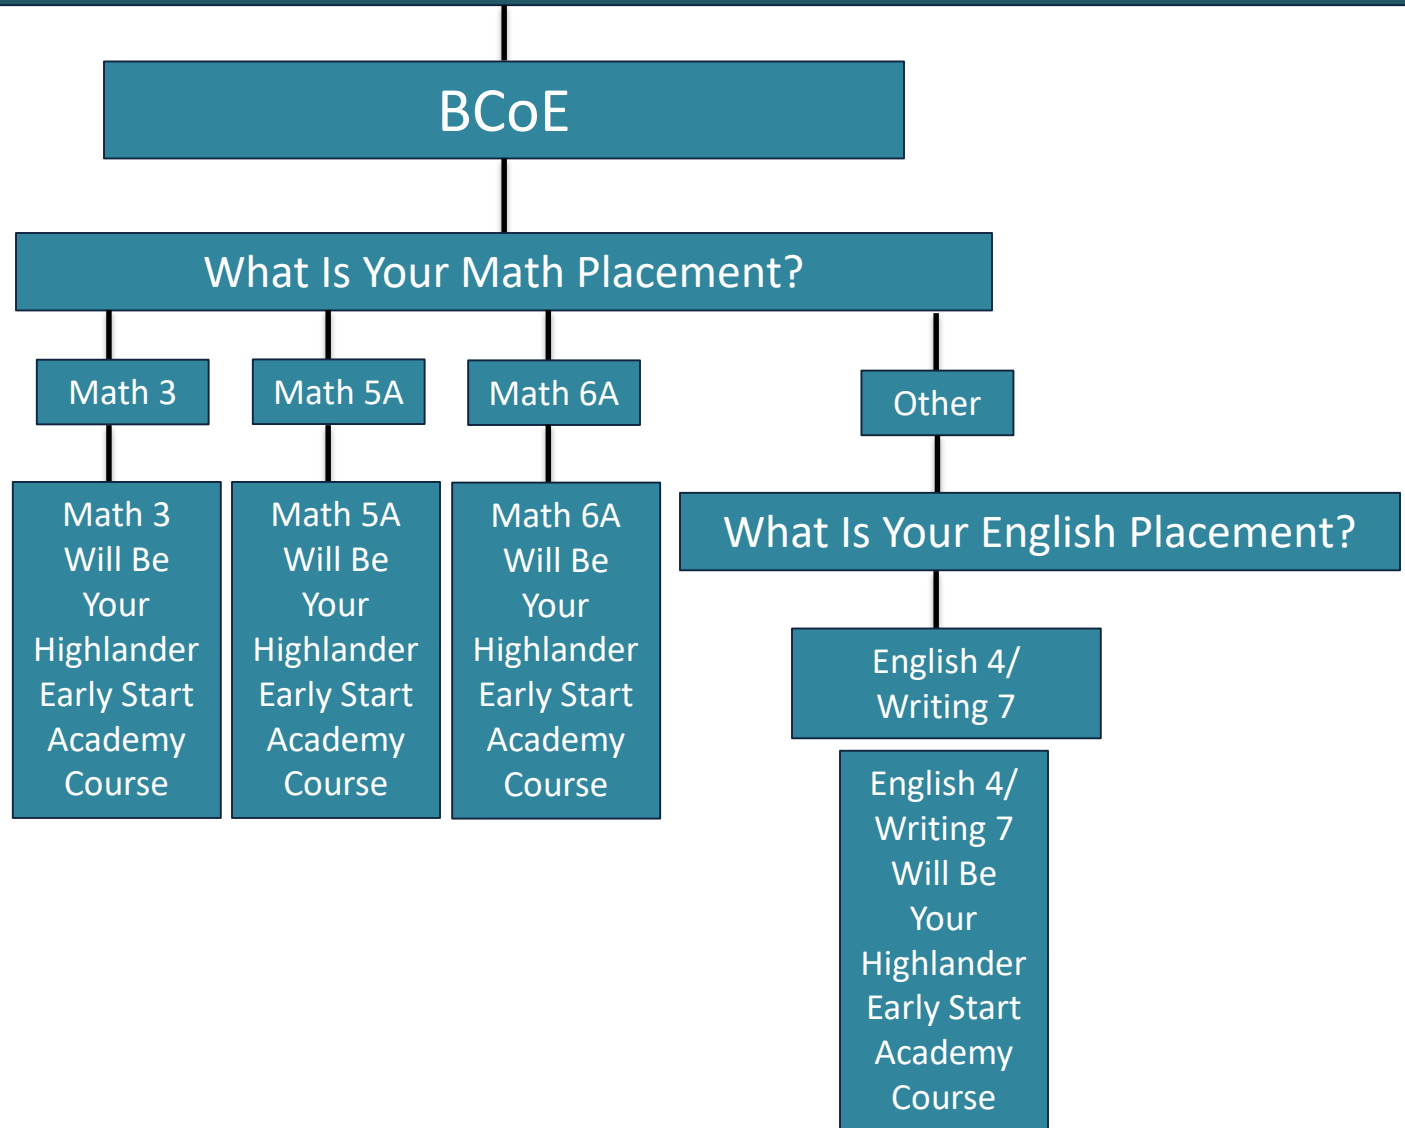 BCoE
What Is Your Math Placement?
Math 3
Math 5A
Math 6A
Other
Math 3
Will Be
Your
Highlander
Early Start
Academy
Course
Math 5A
Will Be
Your
Highlander
Early Start
Academy
Course
Math 6A
Will Be
Your
Highlander
Early Start
Academy
Course
What Is Your English Placement?
English 4/
Writing 7
English 4/
Writing 7
Will Be
Your
Highlander
Early Start
Academy
Course